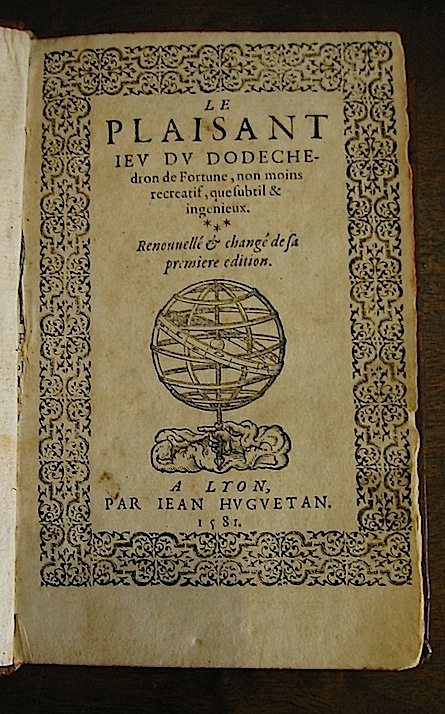 LE
PLAISANT
IEV DV DODECHE-
dron de Fortune, non moins
recreatif, que subtil &
ingenieux.
***
Renouuellé & changé de sa
premiere edition.
A LYON,
PAR IEAN HVGVETAN.
1581.